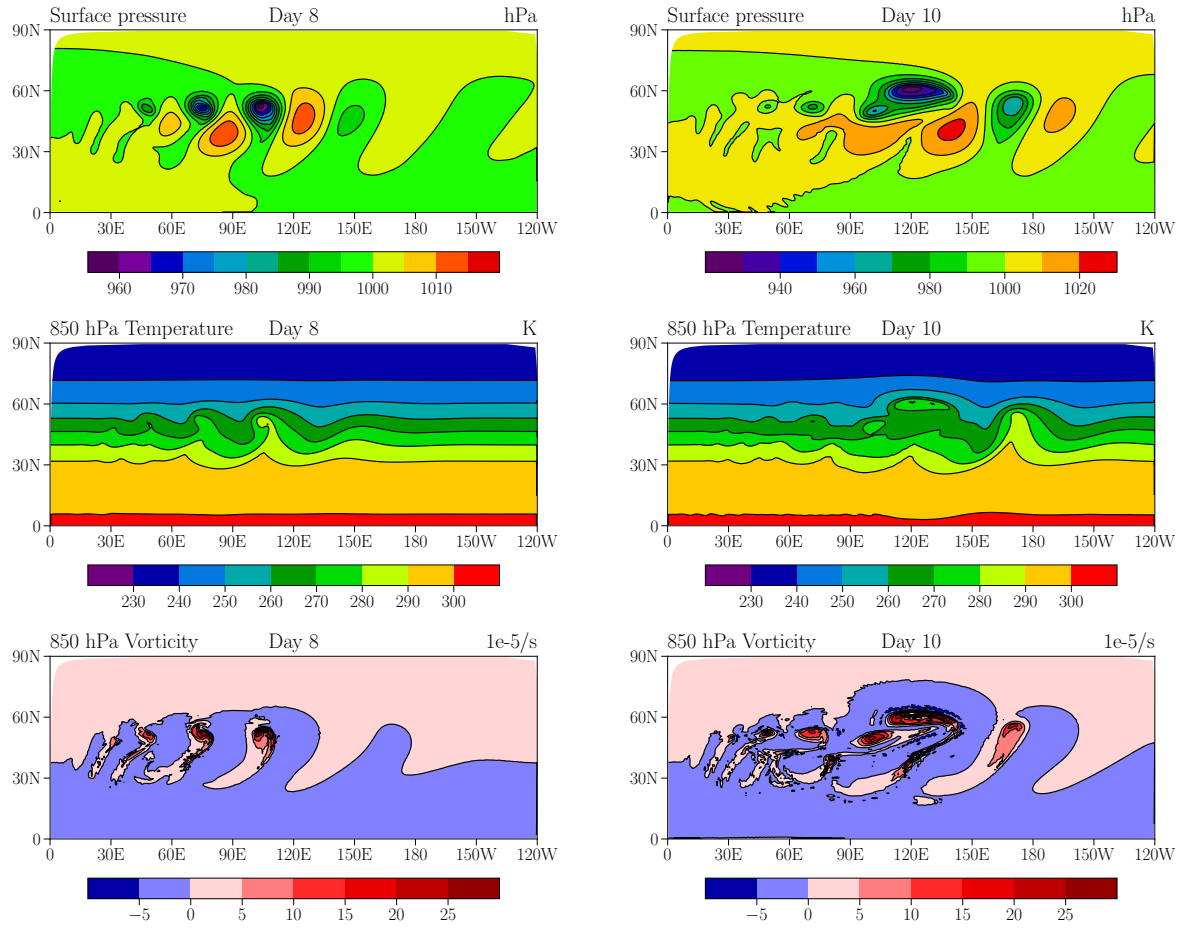 Surface pressure Day 8 hPa
90N
60N
30N
0
0 30E 60E 90E 120E 150E 180 150W 120W
960 970 980 990 1000 1010
Surface pressure Day 10 hPa
90N
60N
30N
0
0 30E 60E 90E 120E 150E 180 150W 120W
940 960 980 1000 1020
850 hPa Temperature Day 8 K
90N
60N
30N
0
0 30E 60E 90E 120E 150E 180 150W 120W
230 240 250 260 270 280 290 300
850 hPa Temperature Day 10 K
90N
60N
30N
0
0 30E 60E 90E 120E 150E 180 150W 120W
230 240 250 260 270 280 290 300
850 hPa Vorticity Day 8 1e-5/s
90N
60N
30N
0
0 30E 60E 90E 120E 150E 180 150W 120W
−5 0 5 10 15 20 25
850 hPa Vorticity Day 10 1e-5/s
90N
60N
30N
0
0 30E 60E 90E 120E 150E 180 150W 120W
−5 0 5 10 15 20 25